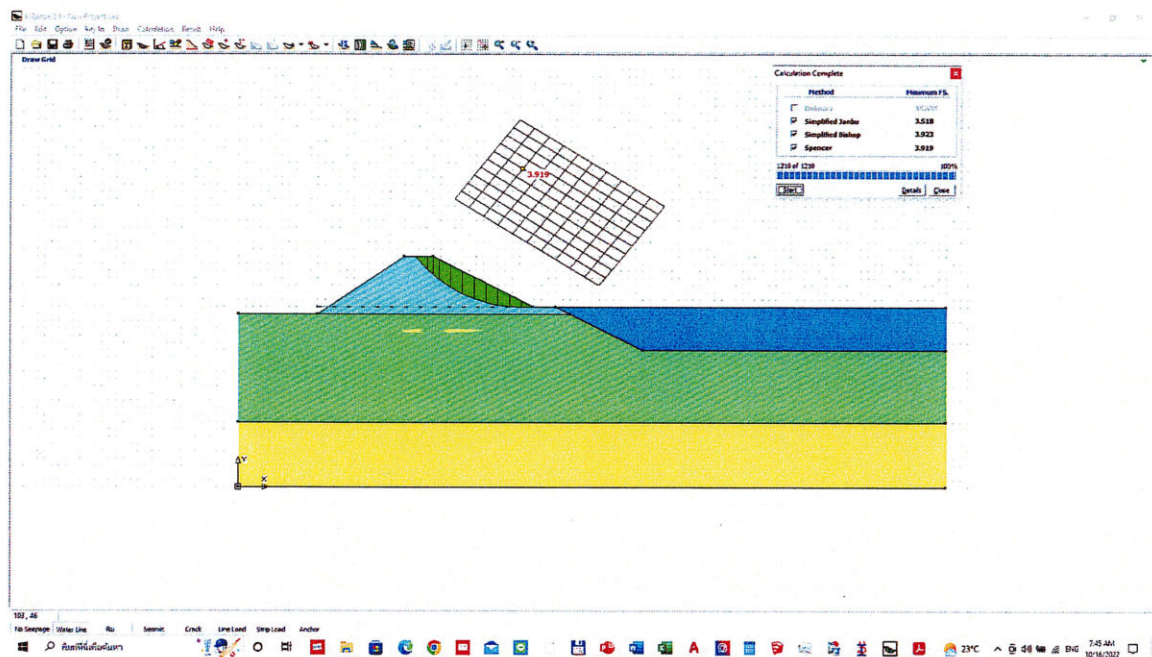 File Edit Option Draw Calculation Result Help
Draw Grid
Calculation Complete
Method Minimum FS.
Simplified Janbu 3.518
Simplified Bishop 3.923
Spencer 3.919
1210 of 1210 100%
Start Details Close
3.919
Y
X
103, 46
No Seepage Water Line Ru Seismic Crack Line Load Strip Load Anchor
23°C ENG 7:45 AM
10/16/2022